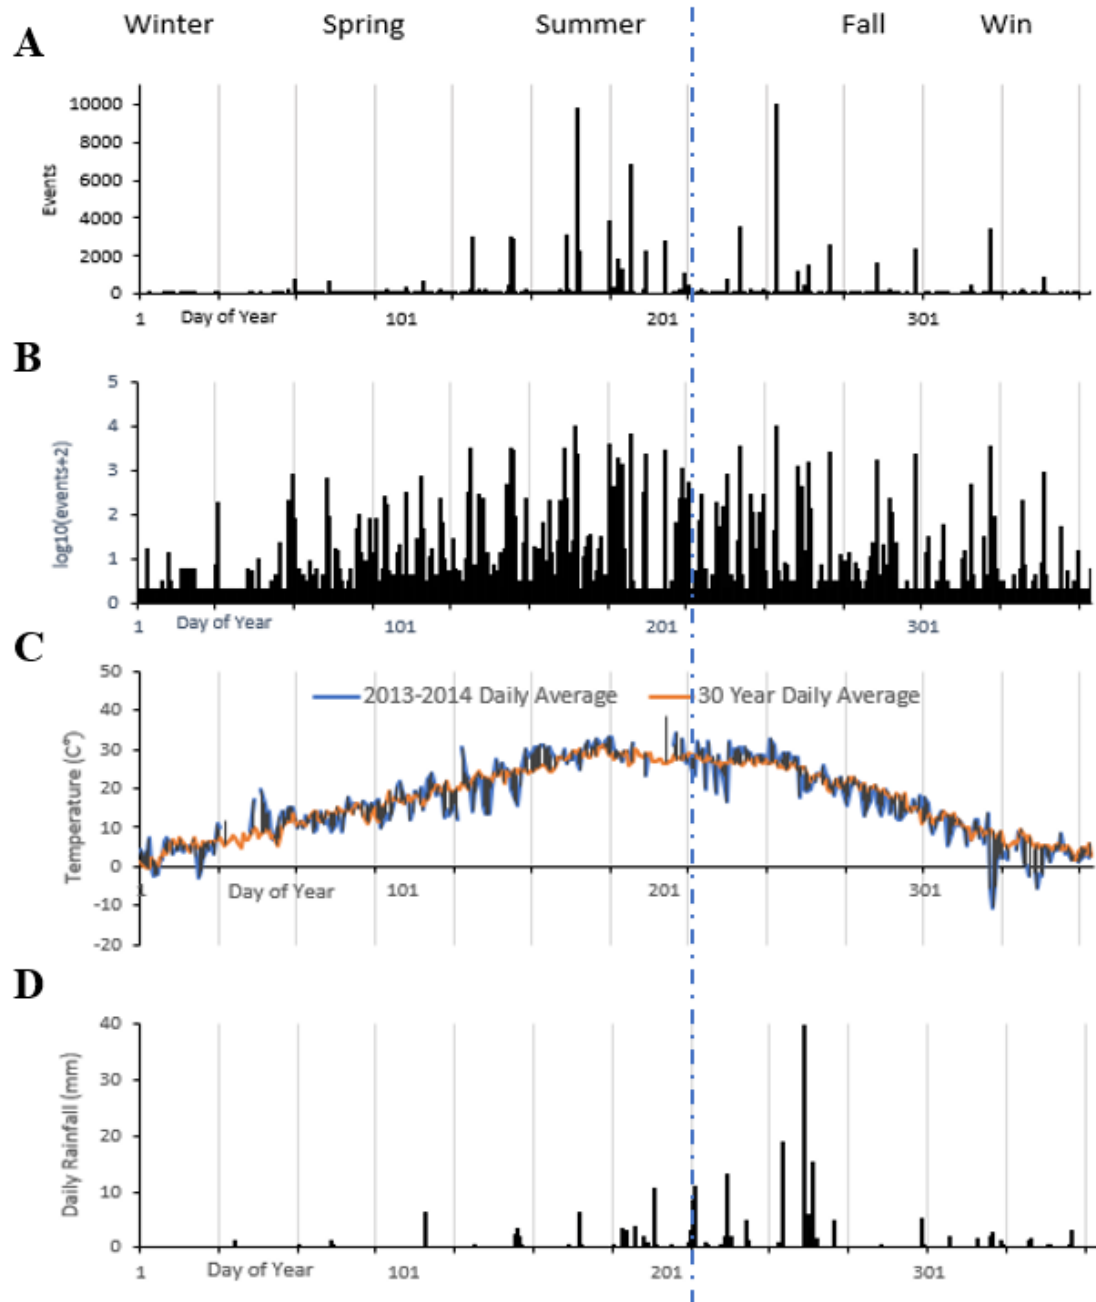 Winter Spring Summer Fall Win
A
10000
8000
6000
4000
2000
0
Events
1 Day of Year 101 201 301
B
5
4
3
2
1
0
log10(events+2)
1 Day of Year 101 201 301
C
50
40
30
20
10
0
-10
-20
Temperature (C°)
2013-2014 Daily Average 30 Year Daily Average
1 Day of Year 101 201 301
D
40
30
20
10
0
Daily Rainfall (mm)
1 Day of Year 101 201 301